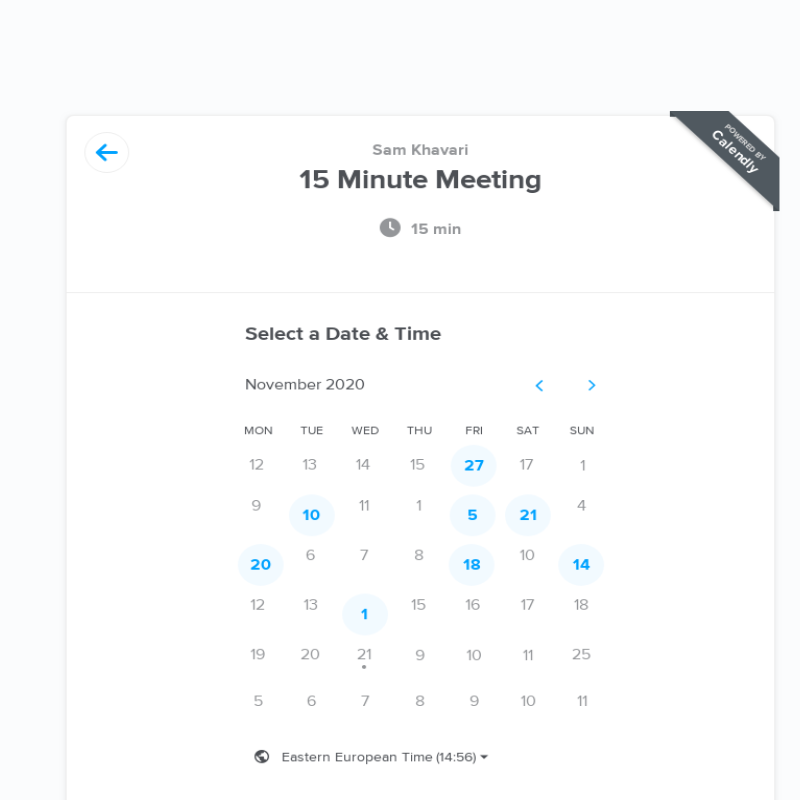 POWERED BY
Calendly
Sam Khavari
15 Minute Meeting
15 min
Select a Date & Time
November 2020
MON TUE WED THU FRI SAT SUN
12 13 14 15 27 17 1
9 10 11 1 5 21 4
20 6 7 8 18 10 14
12 13 1 15 16 17 18
19 20 21 9 10 11 25
5 6 7 8 9 10 11
Eastern European Time (14:56)